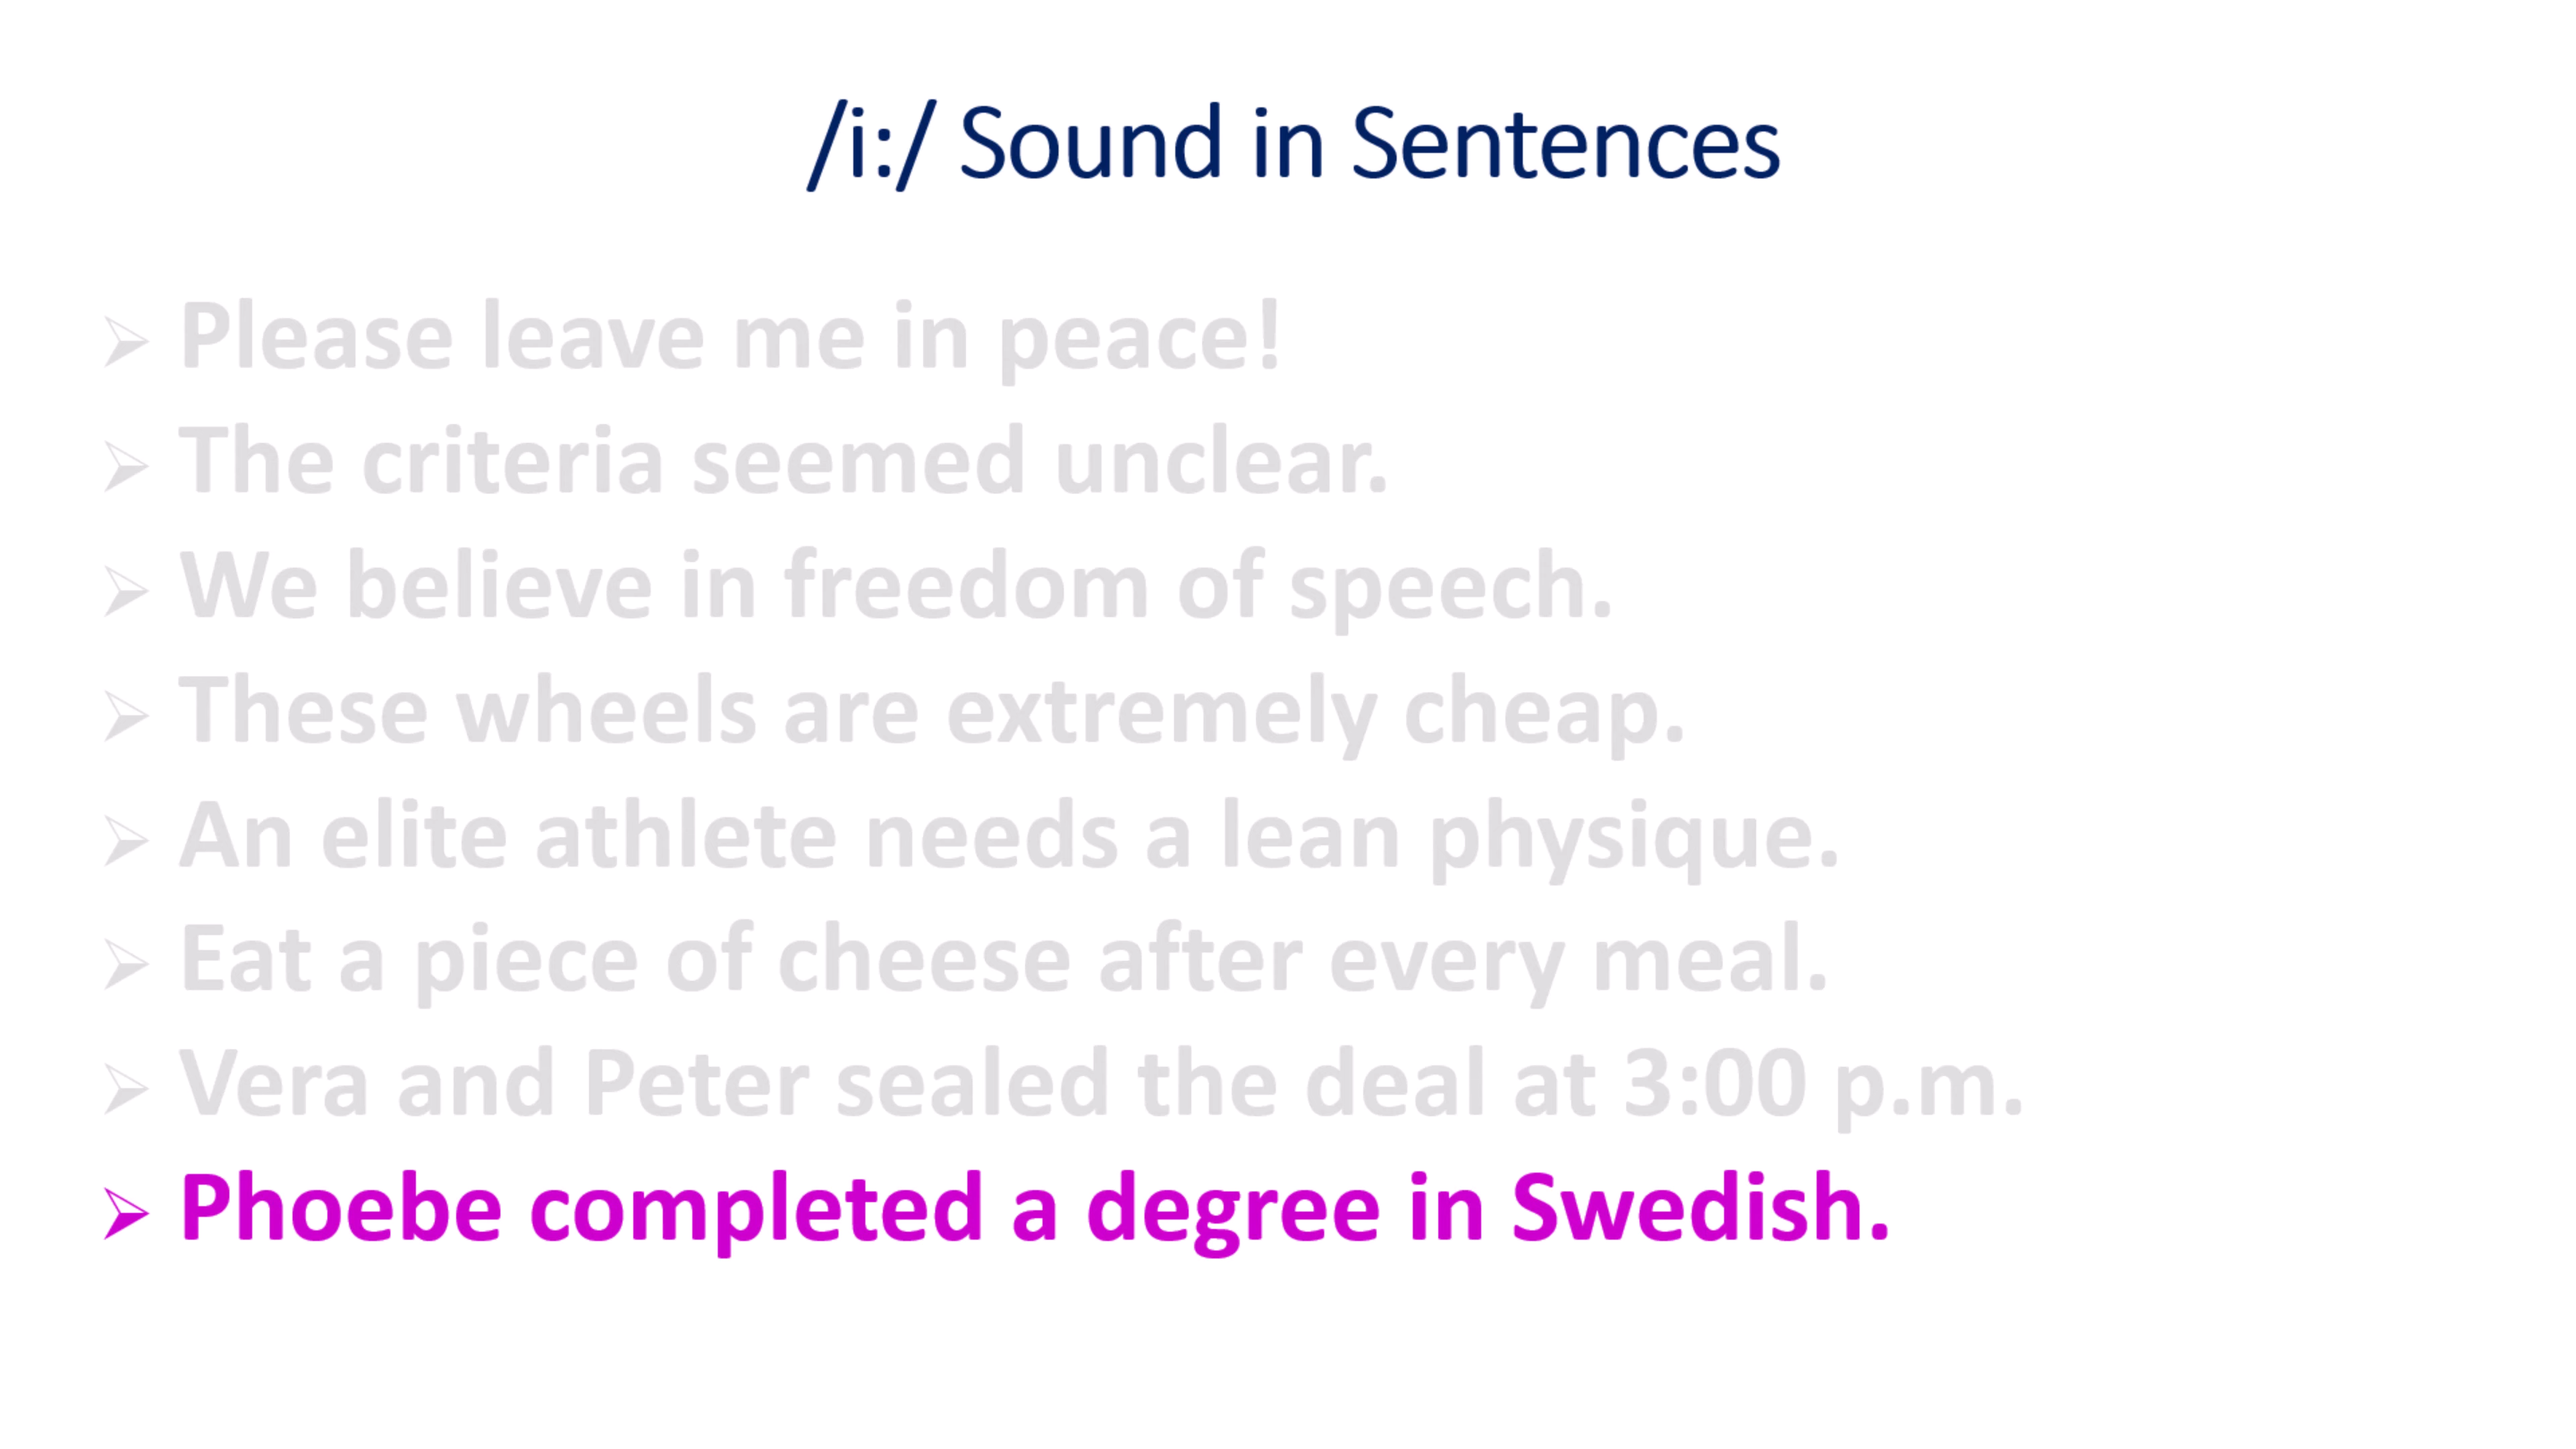 /i:/ Sound in Sentences
➢ Please leave me in peace!
➢ The criteria seemed unclear.
➢ We believe in freedom of speech.
➢ These wheels are extremely cheap.
➢ An elite athlete needs a lean physique.
➢ Eat a piece of cheese after every meal.
➢ Vera and Peter sealed the deal at 3:00 p.m.
➢ Phoebe completed a degree in Swedish.